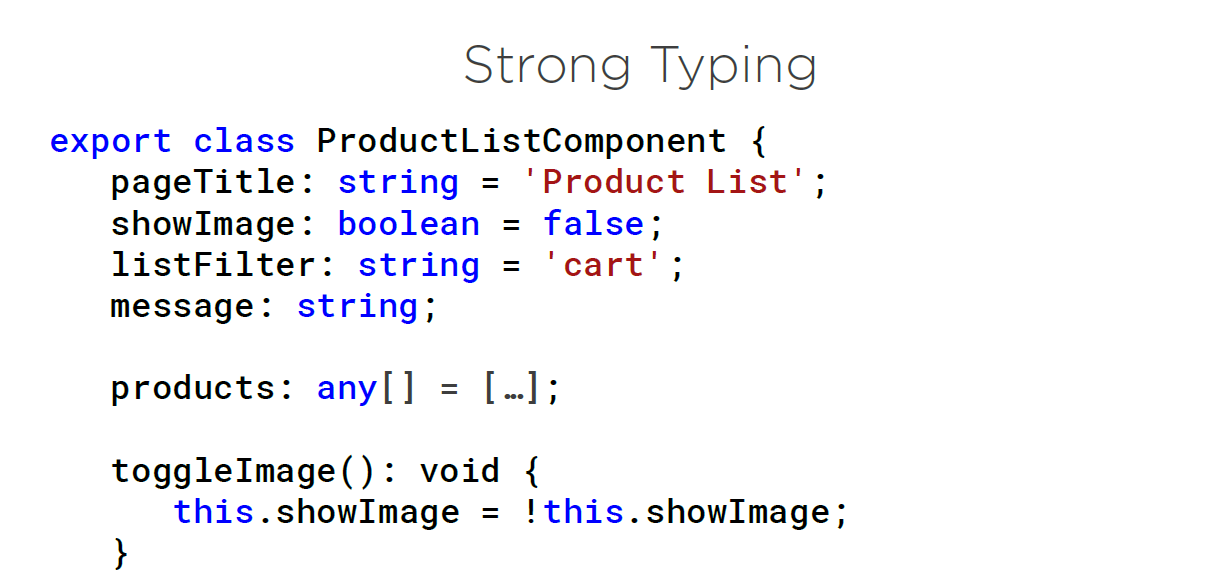 Strong Typing
export class ProductListComponent {
pageTitle: string = 'Product List';
showImage: boolean = false;
listFilter: string = 'cart';
message: string;
products: any[] = […];
toggleImage(): void {
this.showImage = !this.showImage;
}